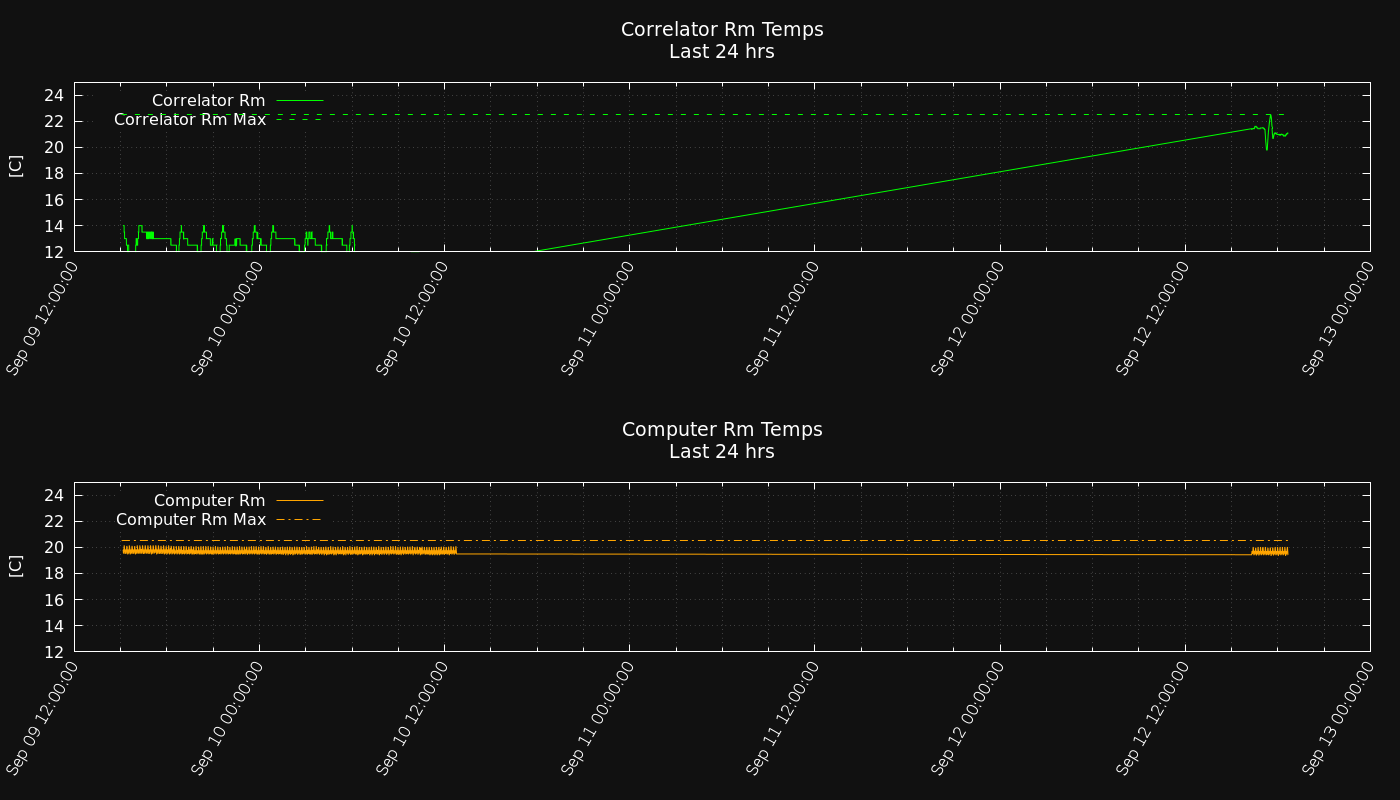 Correlator Rm Temps
Last 24 hrs
Correlator Rm
Correlator Rm Max
[C]
24
22
20
18
16
14
12
Sep 09 12:00:00
Sep 10 00:00:00
Sep 10 12:00:00
Sep 11 00:00:00
Sep 11 12:00:00
Sep 12 00:00:00
Sep 12 12:00:00
Sep 13 00:00:00
Computer Rm Temps
Last 24 hrs
Computer Rm
Computer Rm Max
[C]
24
22
20
18
16
14
12
Sep 09 12:00:00
Sep 10 00:00:00
Sep 10 12:00:00
Sep 11 00:00:00
Sep 11 12:00:00
Sep 12 00:00:00
Sep 12 12:00:00
Sep 13 00:00:00